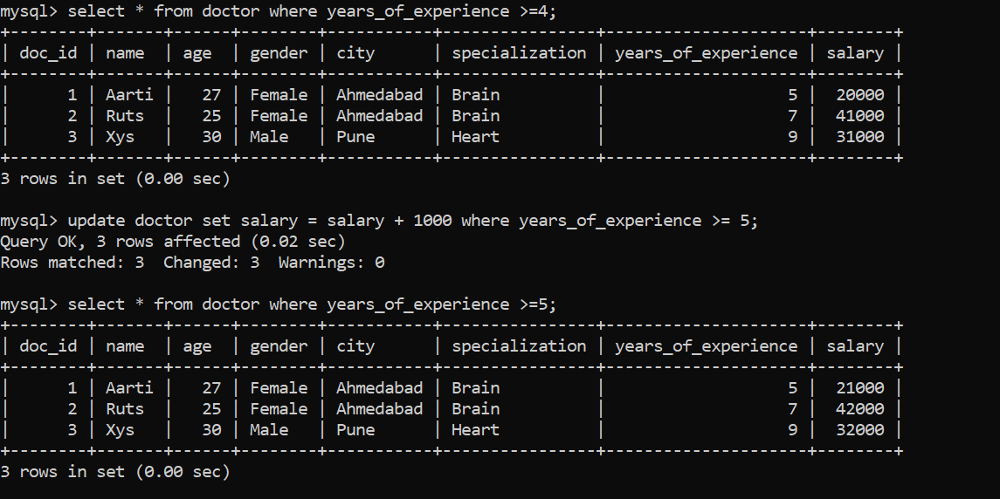 mysql> select * from doctor where years_of_experience >=4;
+--------+-------+------+--------+-----------+----------------+---------------------+--------+
| doc_id | name  | age  | gender | city      | specialization | years_of_experience | salary |
+--------+-------+------+--------+-----------+----------------+---------------------+--------+
|      1 | Aarti |   27 | Female | Ahmedabad | Brain          |                   5 |  20000 |
|      2 | Ruts  |   25 | Female | Ahmedabad | Brain          |                   7 |  41000 |
|      3 | Xys   |   30 | Male   | Pune      | Heart          |                   9 |  31000 |
+--------+-------+------+--------+-----------+----------------+---------------------+--------+
3 rows in set (0.00 sec)

mysql> update doctor set salary = salary + 1000 where years_of_experience >= 5;
Query OK, 3 rows affected (0.02 sec)
Rows matched: 3  Changed: 3  Warnings: 0

mysql> select * from doctor where years_of_experience >=5;
+--------+-------+------+--------+-----------+----------------+---------------------+--------+
| doc_id | name  | age  | gender | city      | specialization | years_of_experience | salary |
+--------+-------+------+--------+-----------+----------------+---------------------+--------+
|      1 | Aarti |   27 | Female | Ahmedabad | Brain          |                   5 |  21000 |
|      2 | Ruts  |   25 | Female | Ahmedabad | Brain          |                   7 |  42000 |
|      3 | Xys   |   30 | Male   | Pune      | Heart          |                   9 |  32000 |
+--------+-------+------+--------+-----------+----------------+---------------------+--------+
3 rows in set (0.00 sec)